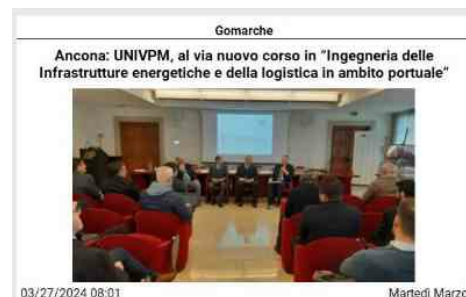 Gomarche
Ancona: UNIVPM, al via nuovo corso in "Ingegneria delle
Infrastrutture energetiche e della logistica in ambito portuale"
03/27/2024 08:01
Martedì Marzo